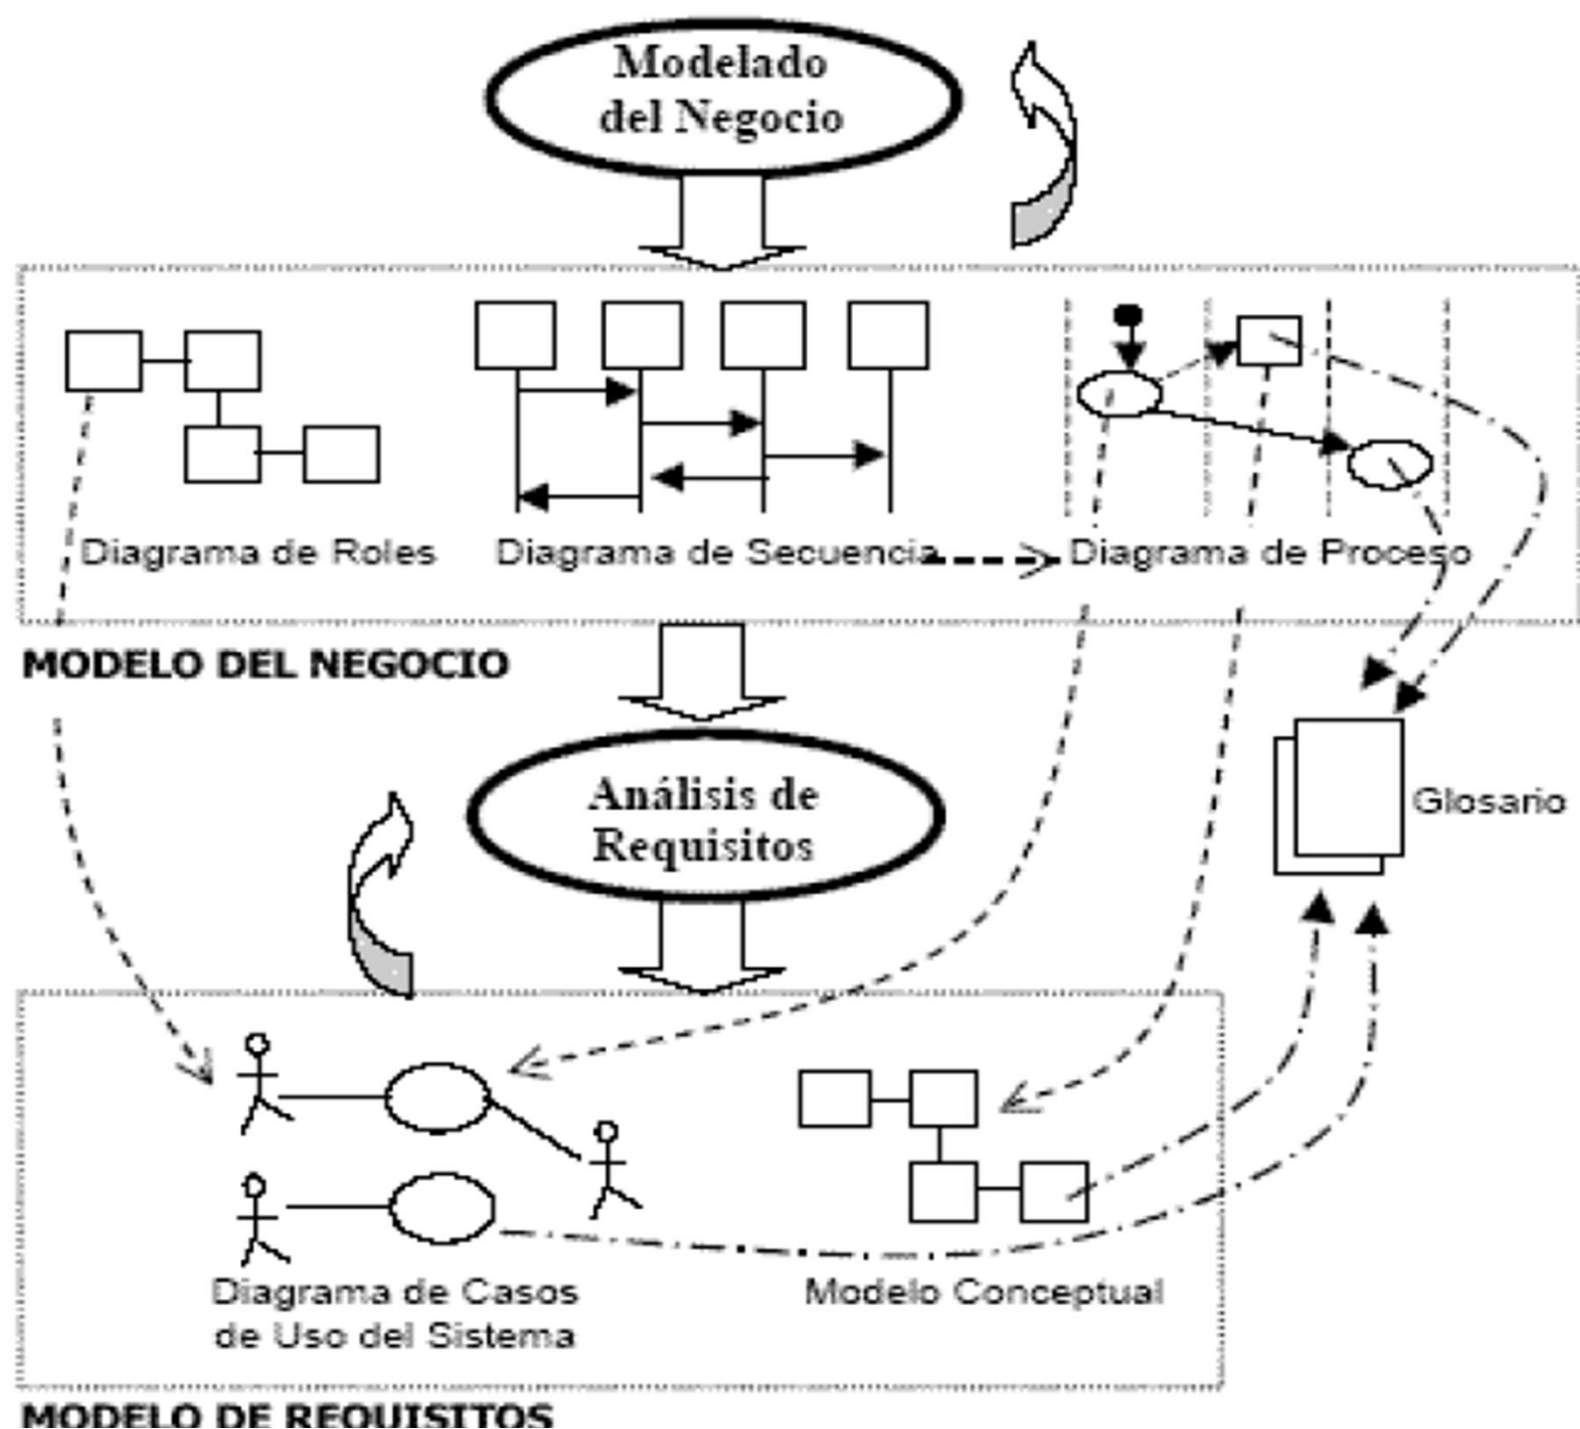 Modelado
del Negocio
Diagrama de Roles
Diagrama de Secuencia
Diagrama de Proceso
MODELO DEL NEGOCIO
Análisis de
Requisitos
Glosario
Diagrama de Casos
de Uso del Sistema
Modelo Conceptual
MODELO DE REQUISITOS